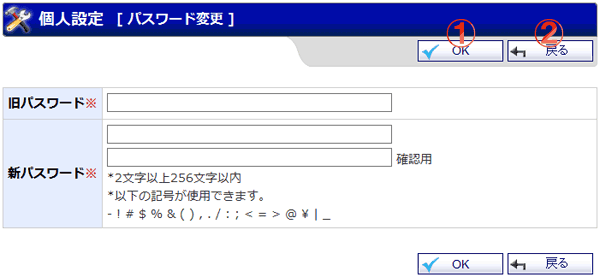 個人設定 [ パスワード変更 ]
① ②
OK 戻る
旧パスワード※
新パスワード※
確認用
*2文字以上256文字以内
*以下の記号が使用できます。
- ! # $ % & ( ) , . / : ; < = > @ ¥ | _
OK 戻る